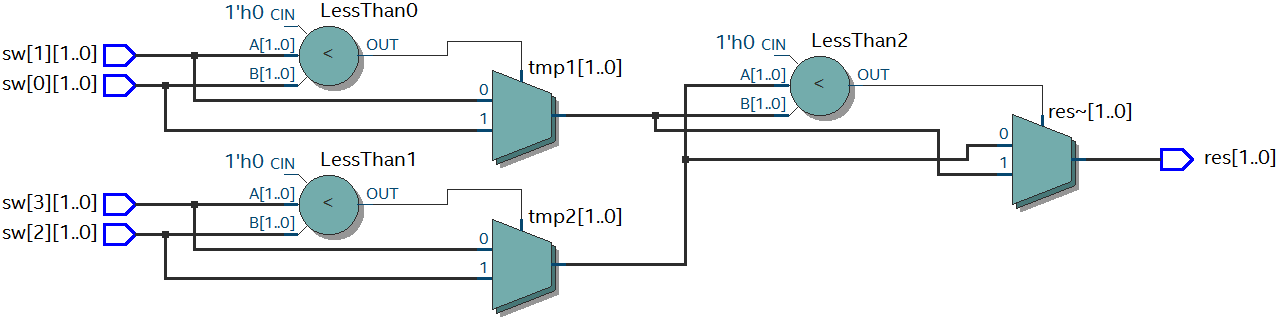 1'h0 CIN LessThan0
sw[1][1..0] A[1..0] < OUT
sw[0][1..0] B[1..0]
tmp1[1..0]
0
1
1'h0 CIN LessThan1
sw[3][1..0] A[1..0] < OUT
sw[2][1..0] B[1..0]
tmp2[1..0]
0
1
1'h0 CIN LessThan2
A[1..0] < OUT
B[1..0]
res~[1..0]
0
1
res[1..0]